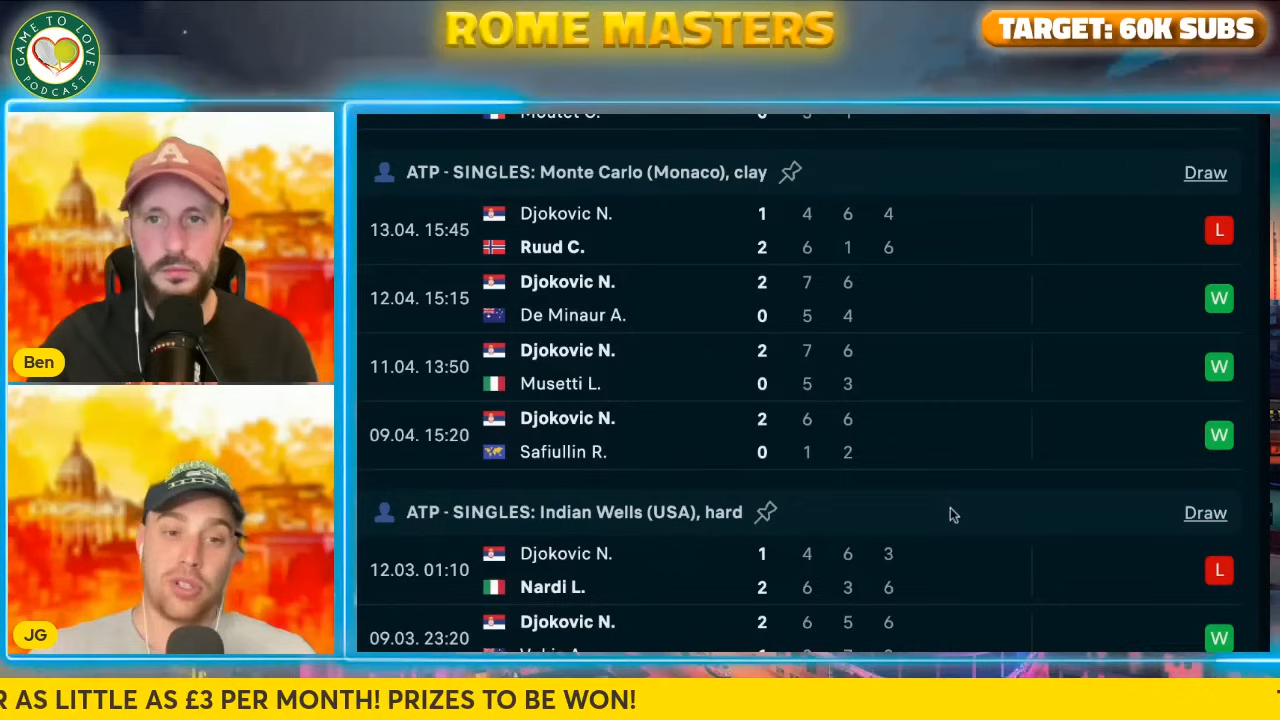 GAME TO LOVE
PODCAST
ROME MASTERS
TARGET: 60K SUBS
ATP - SINGLES: Monte Carlo (Monaco), clay
Draw
13.04. 15:45
Djokovic N. 1 4 6 4
Ruud C. 2 6 1 6
L
12.04. 15:15
Djokovic N. 2 7 6
De Minaur A. 0 5 4
W
11.04. 13:50
Djokovic N. 2 7 6
Musetti L. 0 5 3
W
09.04. 15:20
Djokovic N. 2 6 6
Safiullin R. 0 1 2
W
ATP - SINGLES: Indian Wells (USA), hard
Draw
12.03. 01:10
Djokovic N. 1 4 6 3
Nardi L. 2 6 3 6
L
09.03. 23:20
Djokovic N. 2 6 5 6
W
A
Ben
JG
R AS LITTLE AS £3 PER MONTH! PRIZES TO BE WON!